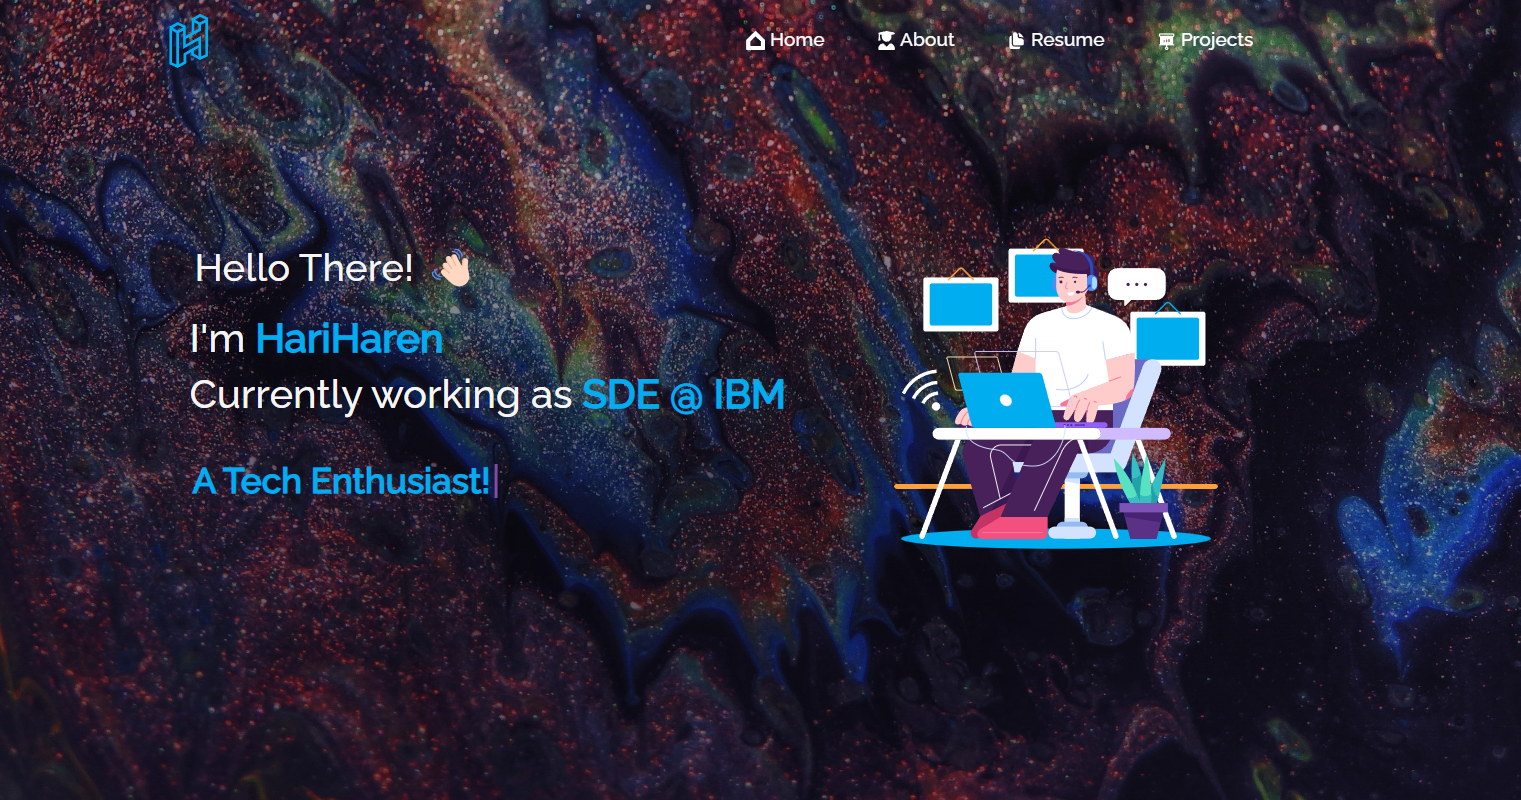 Home About Resume Projects
Hello There!
I'm HariHaren
Currently working as SDE @ IBM
A Tech Enthusiast!